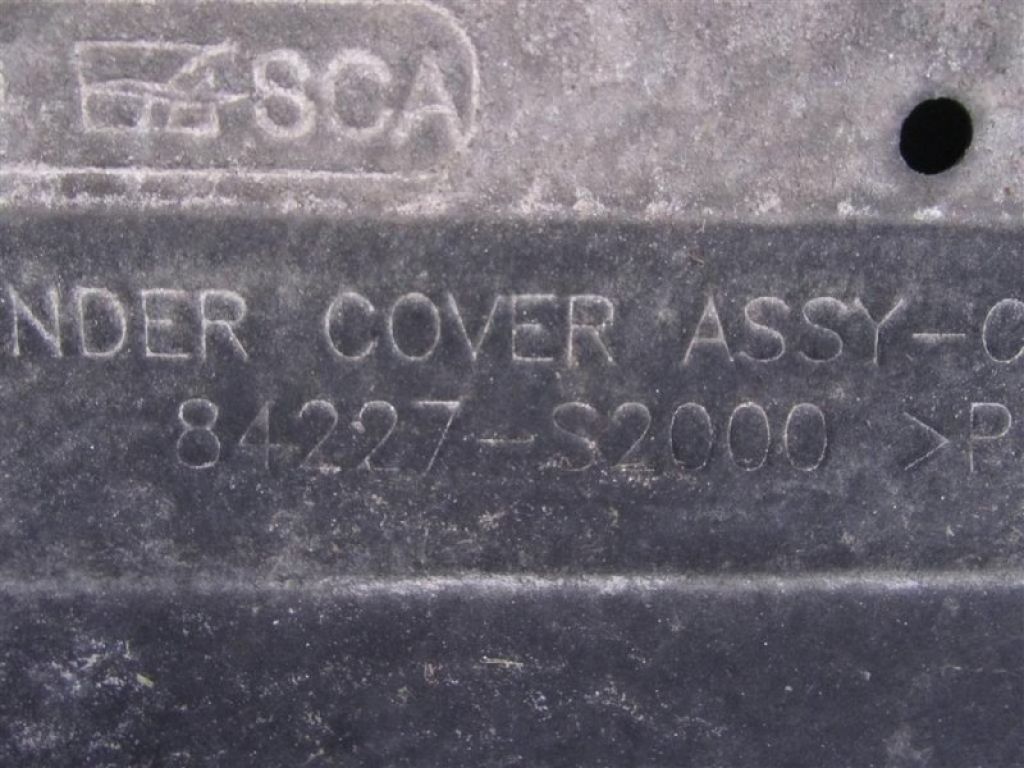 SCA
NDER COVER ASSY-C
84227-S2000 >P